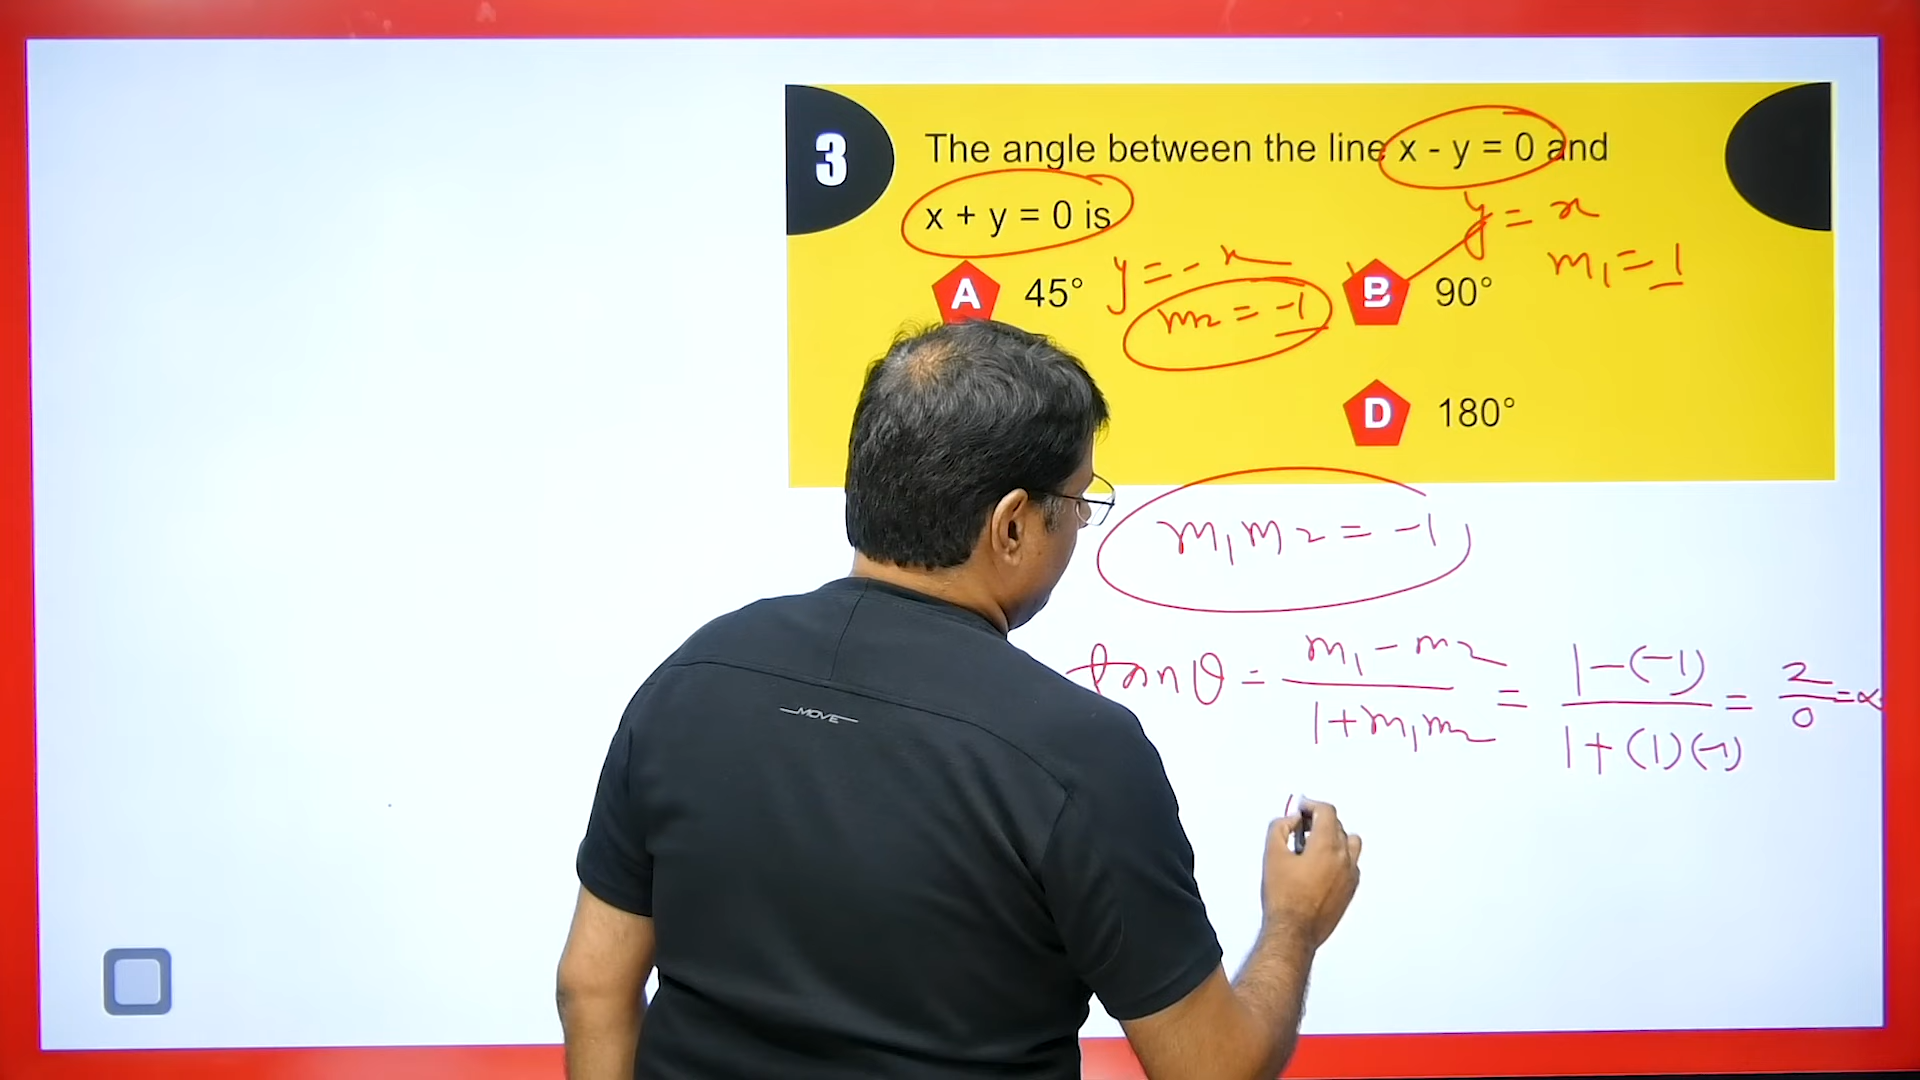 3
The angle between the line x - y = 0 and
x + y = 0 is
y = x
m₁ = 1
A 45°
y = - x
m₂ = -1
B 90°
D 180°
m₁m₂ = -1
tanθ = m₁ - m₂ / 1 + m₁m₂ = 1 - (-1) / 1 + (1)(-1) = 2 / 0 = ∞
MOVE